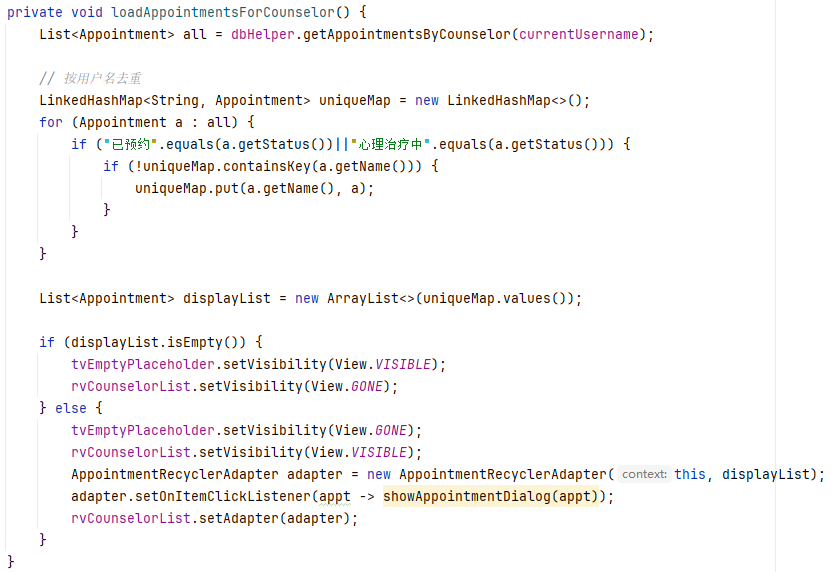 private void loadAppointmentsForCounselor() {
    List<Appointment> all = dbHelper.getAppointmentsByCounselor(currentUsername);

    // 按用户名去重
    LinkedHashMap<String, Appointment> uniqueMap = new LinkedHashMap<>();
    for (Appointment a : all) {
        if ("已预约".equals(a.getStatus())||"心理治疗中".equals(a.getStatus())) {
            if (!uniqueMap.containsKey(a.getName())) {
                uniqueMap.put(a.getName(), a);
            }
        }
    }

    List<Appointment> displayList = new ArrayList<>(uniqueMap.values());

    if (displayList.isEmpty()) {
        tvEmptyPlaceholder.setVisibility(View.VISIBLE);
        rvCounselorList.setVisibility(View.GONE);
    } else {
        tvEmptyPlaceholder.setVisibility(View.GONE);
        rvCounselorList.setVisibility(View.VISIBLE);
        AppointmentRecyclerAdapter adapter = new AppointmentRecyclerAdapter( context: this, displayList);
        adapter.setOnItemClickListener(appt -> showAppointmentDialog(appt));
        rvCounselorList.setAdapter(adapter);
    }
}